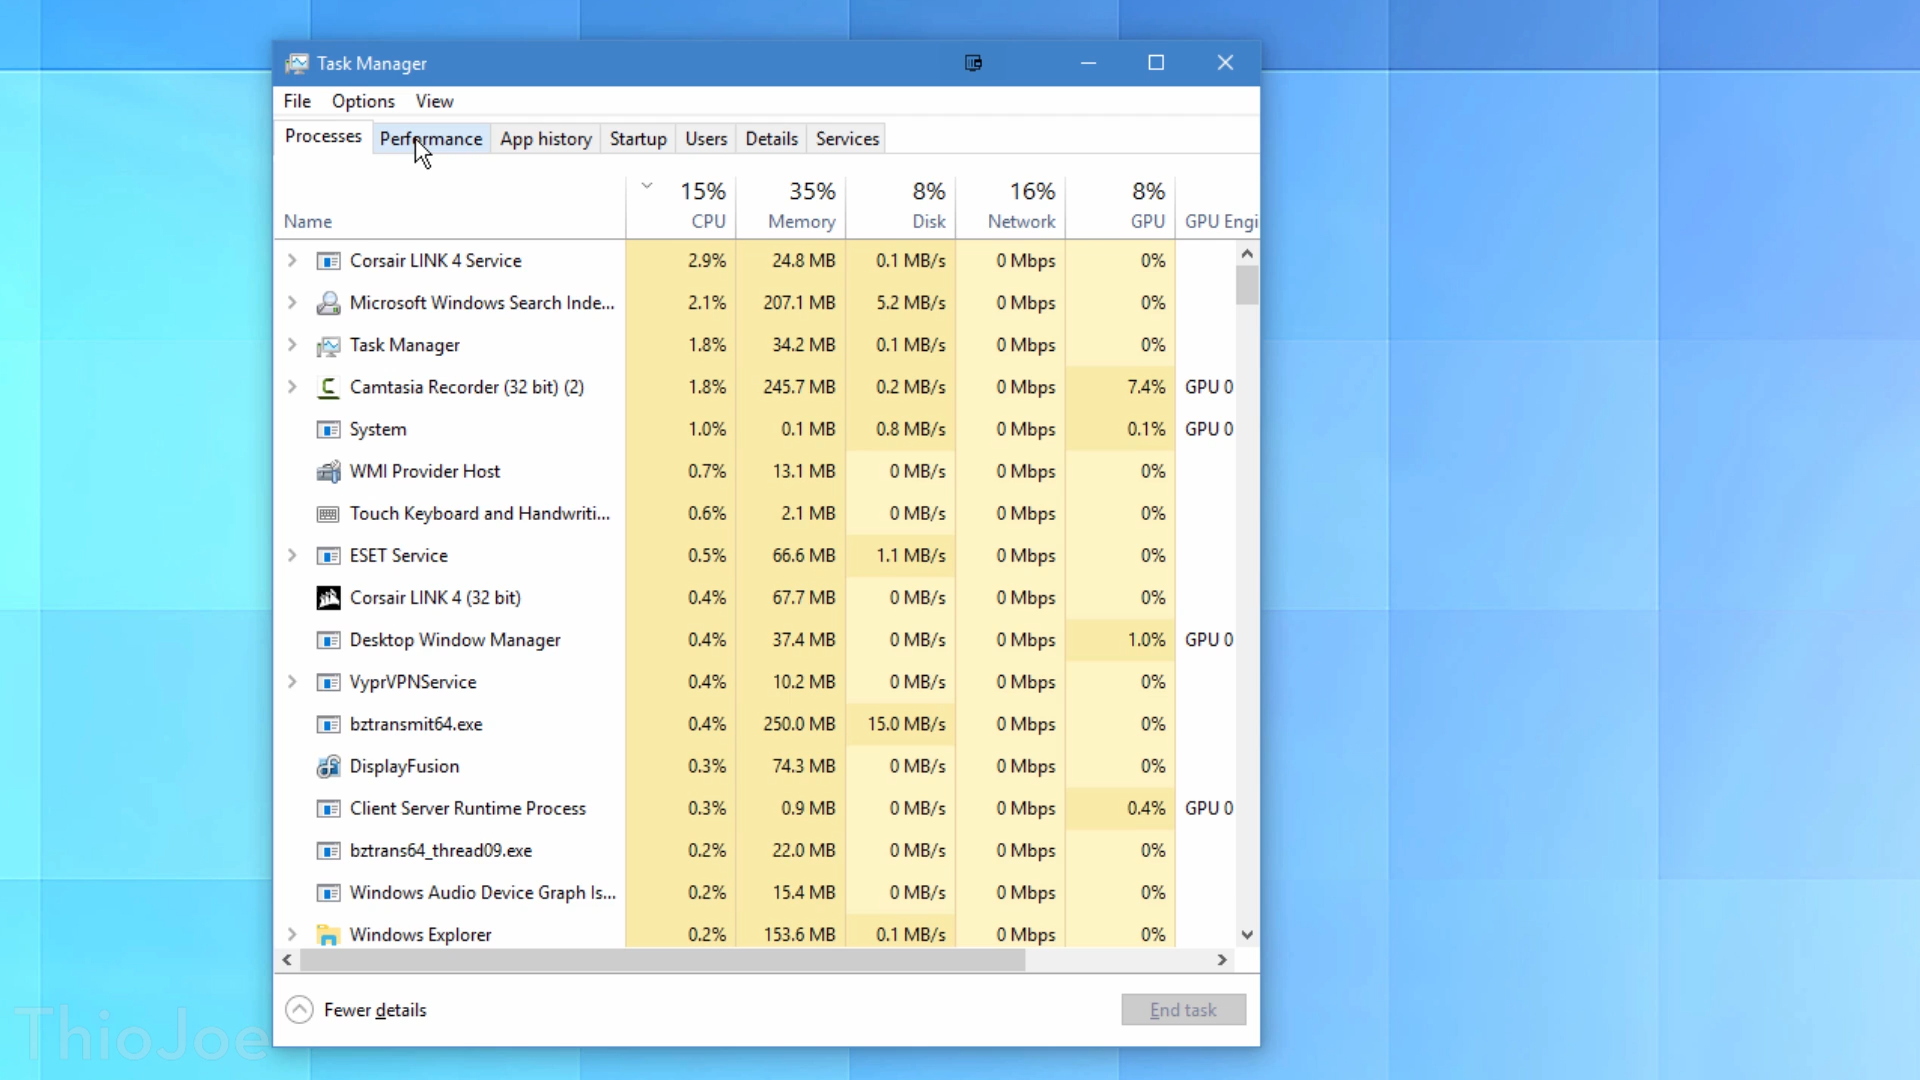 Task Manager
File Options View
Processes Performance App history Startup Users Details Services
15% 35% 8% 16% 8%
Name CPU Memory Disk Network GPU GPU Engi
Corsair LINK 4 Service 2.9% 24.8 MB 0.1 MB/s 0 Mbps 0%
Microsoft Windows Search Inde... 2.1% 207.1 MB 5.2 MB/s 0 Mbps 0%
Task Manager 1.8% 34.2 MB 0.1 MB/s 0 Mbps 0%
Camtasia Recorder (32 bit) (2) 1.8% 245.7 MB 0.2 MB/s 0 Mbps 7.4% GPU 0
System 1.0% 0.1 MB 0.8 MB/s 0 Mbps 0.1% GPU 0
WMI Provider Host 0.7% 13.1 MB 0 MB/s 0 Mbps 0%
Touch Keyboard and Handwriti... 0.6% 2.1 MB 0 MB/s 0 Mbps 0%
ESET Service 0.5% 66.6 MB 1.1 MB/s 0 Mbps 0%
Corsair LINK 4 (32 bit) 0.4% 67.7 MB 0 MB/s 0 Mbps 0%
Desktop Window Manager 0.4% 37.4 MB 0 MB/s 0 Mbps 1.0% GPU 0
VyprVPNService 0.4% 10.2 MB 0 MB/s 0 Mbps 0%
bztransmit64.exe 0.4% 250.0 MB 15.0 MB/s 0 Mbps 0%
DisplayFusion 0.3% 74.3 MB 0 MB/s 0 Mbps 0%
Client Server Runtime Process 0.3% 0.9 MB 0 MB/s 0 Mbps 0.4% GPU 0
bztrans64_thread09.exe 0.2% 22.0 MB 0 MB/s 0 Mbps 0%
Windows Audio Device Graph Is... 0.2% 15.4 MB 0 MB/s 0 Mbps 0%
Windows Explorer 0.2% 153.6 MB 0.1 MB/s 0 Mbps 0%
Fewer details End task
ThioJoe